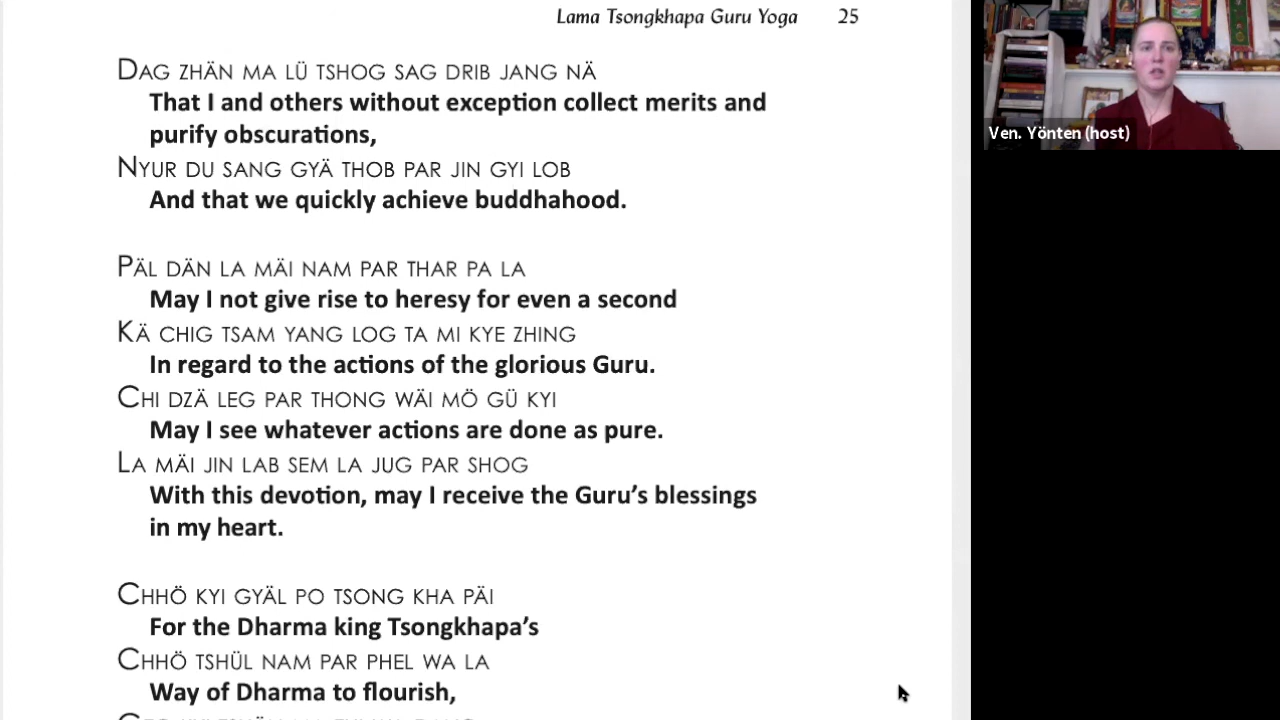 Lama Tsongkhapa Guru Yoga 25
DAG ZHÄN MA LÜ TSHOG SAG DRIB JANG NÄ
That I and others without exception collect merits and
purify obscurations,
NYUR DU SANG GYÄ THOB PAR JIN GYI LOB
And that we quickly achieve buddhahood.
PÄL DÄN LA MÄI NAM PAR THAR PA LA
May I not give rise to heresy for even a second
KÄ CHIG TSAM YANG LOG TA MI KYE ZHING
In regard to the actions of the glorious Guru.
CHI DZÄ LEG PAR THONG WÄI MÖ GÜ KYI
May I see whatever actions are done as pure.
LA MÄI JIN LAB SEM LA JUG PAR SHOG
With this devotion, may I receive the Guru’s blessings
in my heart.
CHHÖ KYI GYÄL PO TSONG KHA PÄI
For the Dharma king Tsongkhapa’s
CHHÖ TSHÜL NAM PAR PHEL WA LA
Way of Dharma to flourish,
Ven. Yönten (host)